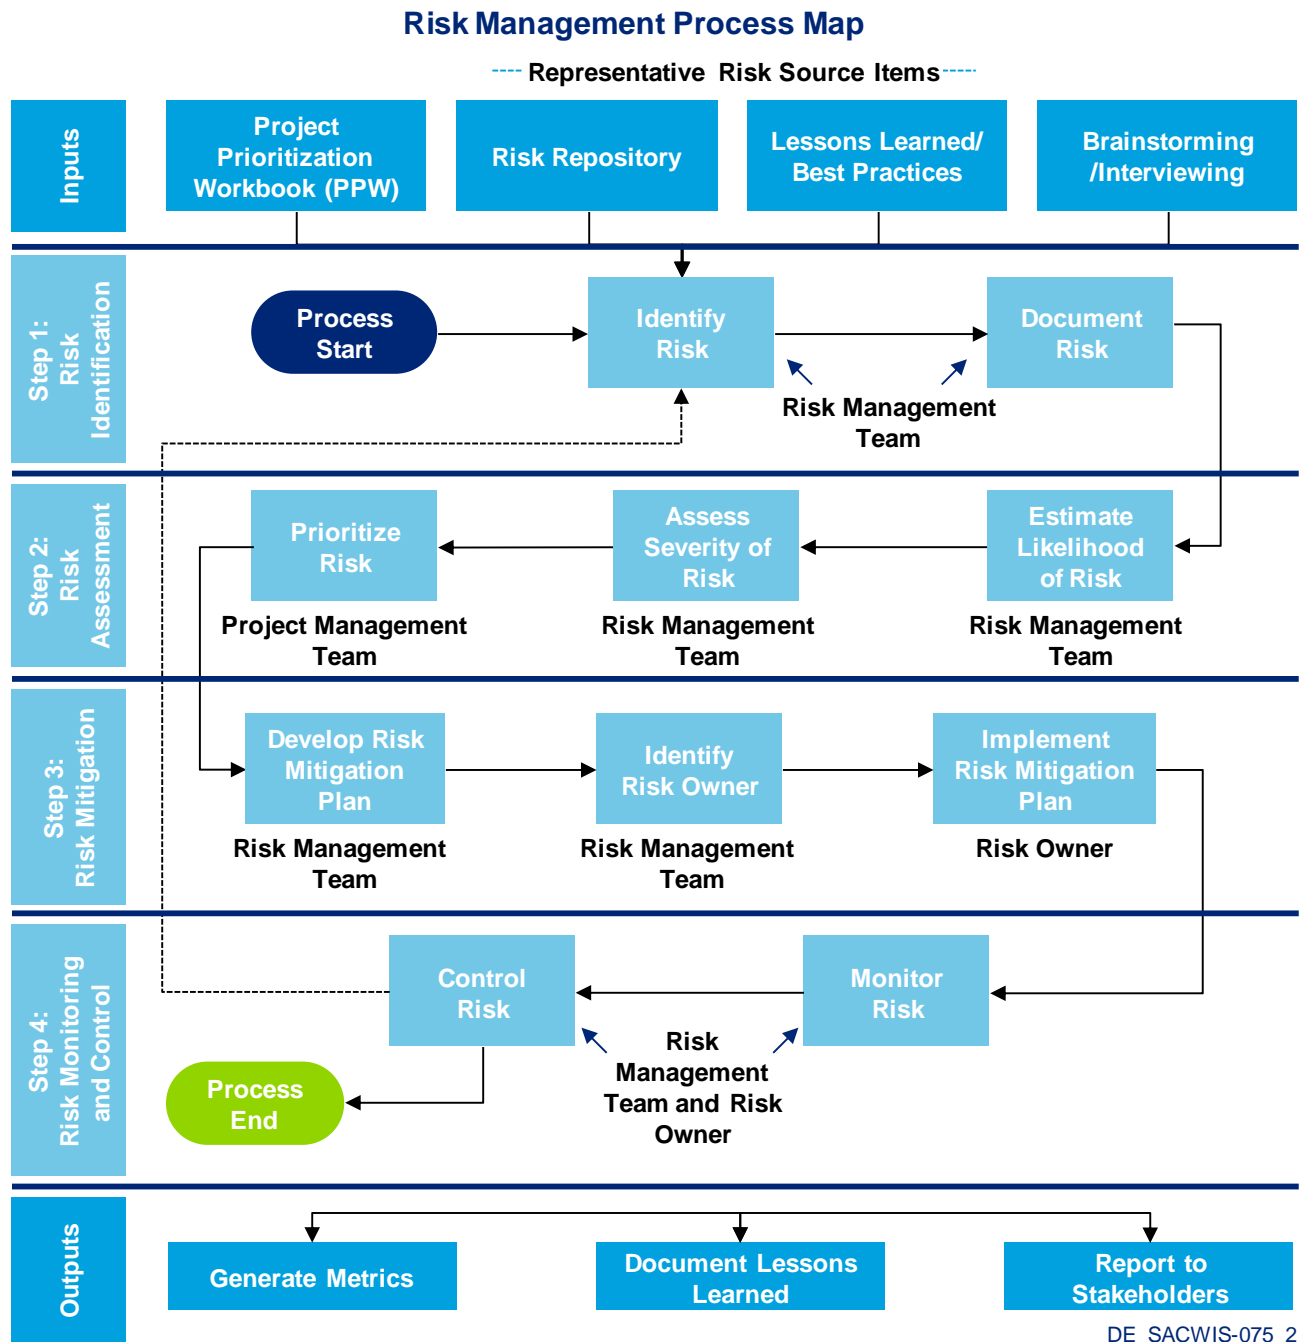 Risk Management Process Map
Representative Risk Source Items
Inputs
Project
Prioritization
Workbook (PPW)
Risk Repository
Lessons Learned/
Best Practices
Brainstorming
/Interviewing
Step 1:
Risk
Identification
Process
Start
Identify
Risk
Document
Risk
Risk Management
Team
Step 2:
Risk
Assessment
Prioritize
Risk
Assess
Severity of
Risk
Estimate
Likelihood
of Risk
Project Management
Team
Risk Management
Team
Risk Management
Team
Step 3:
Risk Mitigation
Develop Risk
Mitigation
Plan
Identify
Risk Owner
Implement
Risk Mitigation
Plan
Risk Management
Team
Risk Management
Team
Risk Owner
Step 4:
Risk Monitoring
and Control
Control
Risk
Monitor
Risk
Risk
Management
Team and Risk
Owner
Process
End
Outputs
Generate Metrics
Document Lessons
Learned
Report to
Stakeholders
DE_SACWIS-075_2